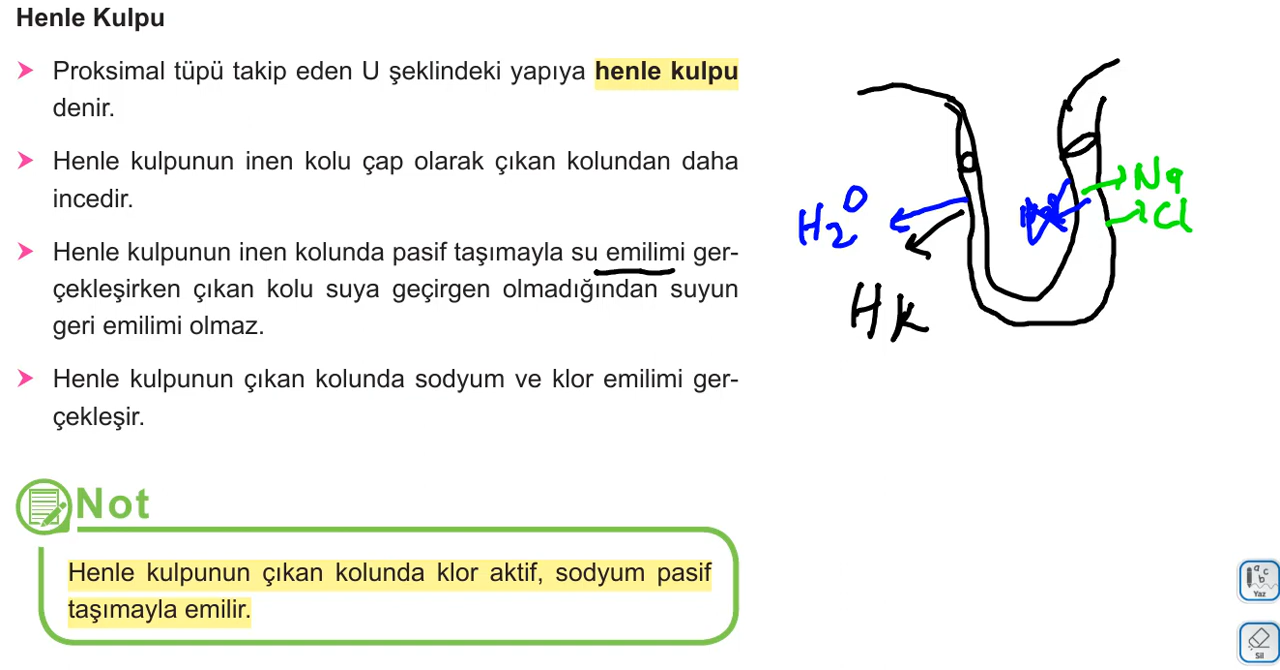 Henle Kulpu
Proksimal tüpü takip eden U şeklindeki yapıya henle kulpu
denir.
Henle kulpunun inen kolu çap olarak çıkan kolundan daha
incedir.
Henle kulpunun inen kolunda pasif taşımayla su emilimi ger-
çekleşirken çıkan kolu suya geçirgen olmadığından suyun
geri emilimi olmaz.
Henle kulpunun çıkan kolunda sodyum ve klor emilimi ger-
çekleşir.
Not
Henle kulpunun çıkan kolunda klor aktif, sodyum pasif
taşımayla emilir.
H2O
HK
Na
Cl
a b c
Yaz
Sil